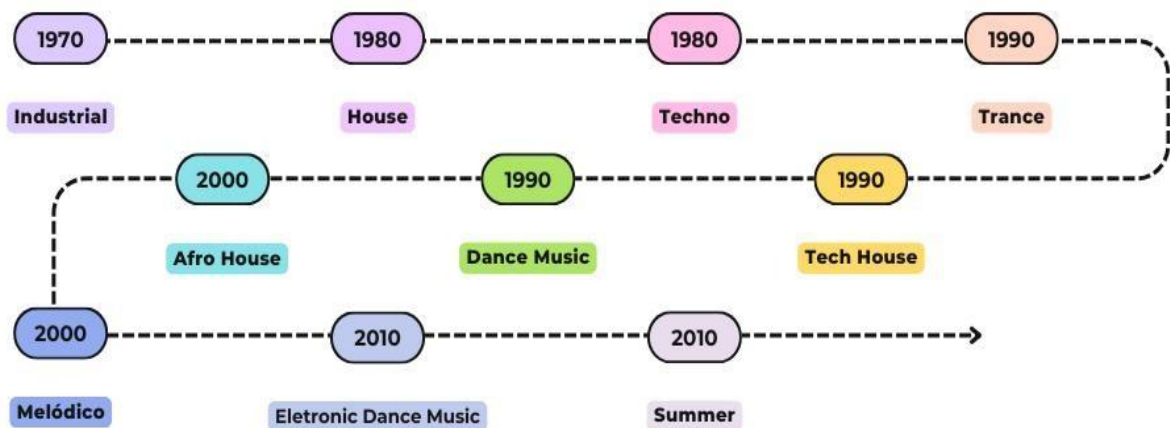 1970
1980
1980
1990
Industrial
House
Techno
Trance
2000
1990
1990
Afro House
Dance Music
Tech House
2000
2010
2010
Melódico
Eletronic Dance Music
Summer